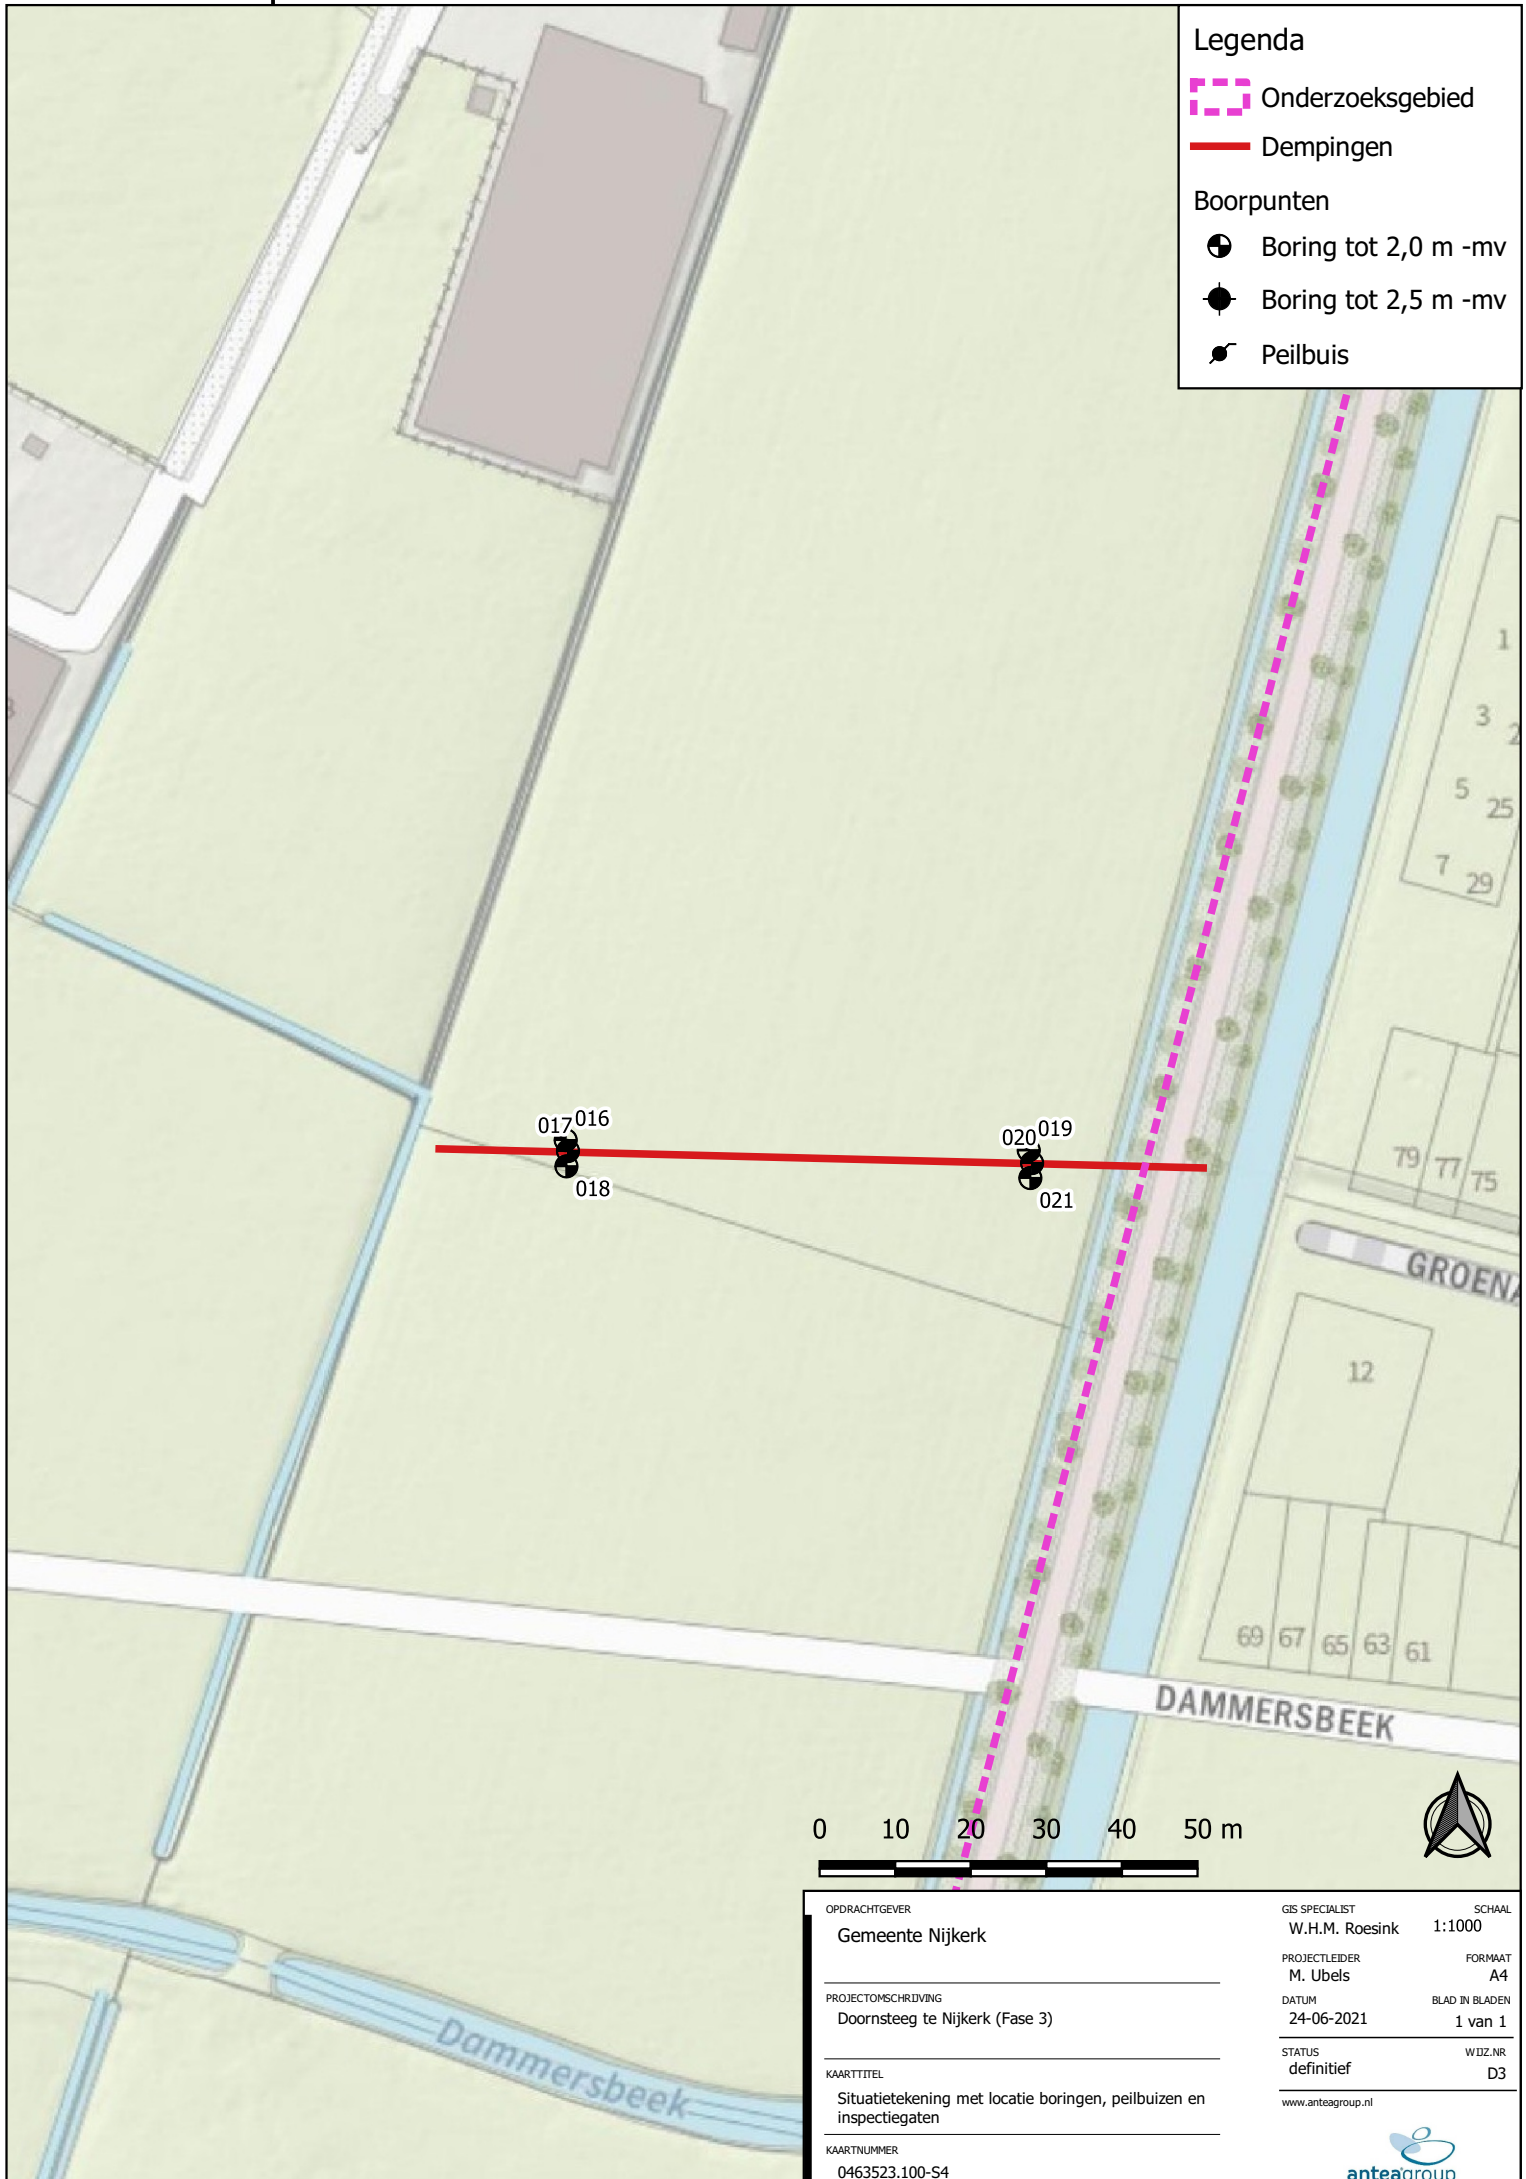 Legenda
Onderzoeksgebied
Dempingen
Boorpunten
Boring tot 2,0 m -mv
Boring tot 2,5 m -mv
Peilbuis
1
3
2
5
25
7
29
017 016
018
020 019
021
79 77 75
GROENA
12
69 67 65 63 61
DAMMERSBEEK
0 10 20 30 40 50 m
Dammersbeek
OPDRACHTGEVER
Gemeente Nijkerk
PROJECTOMSCHRIJVING
Doornsteeg te Nijkerk (Fase 3)
KAARTTITEL
Situatietekening met locatie boringen, peilbuizen en
inspectiegaten
KAARTNUMMER
0463523.100-S4
GIS SPECIALIST SCHAAL
W.H.M. Roesink 1:1000
PROJECTLEIDER FORMAAT
M. Ubels A4
DATUM BLAD IN BLADEN
24-06-2021 1 van 1
STATUS WIJZ.NR
definitief D3
www.anteagroup.nl
anteagroup